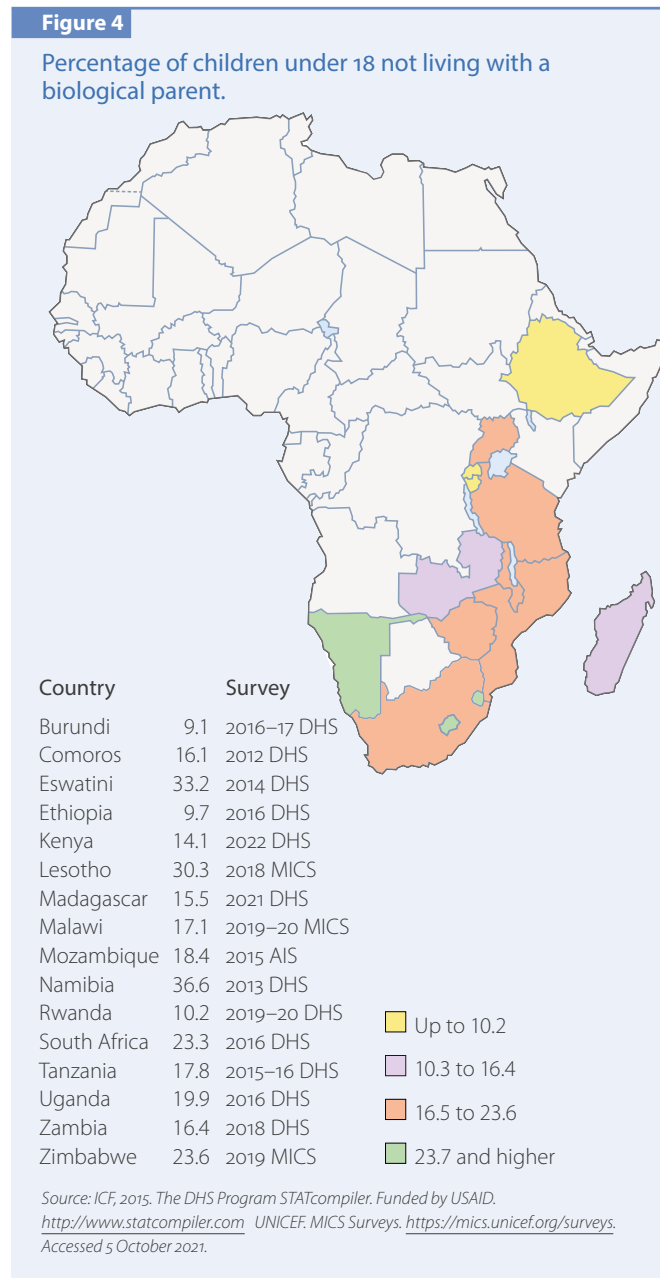 Figure 4
Percentage of children under 18 not living with a
biological parent.
Country Survey
Burundi 9.1 2016–17 DHS
Comoros 16.1 2012 DHS
Eswatini 33.2 2014 DHS
Ethiopia 9.7 2016 DHS
Kenya 14.1 2022 DHS
Lesotho 30.3 2018 MICS
Madagascar 15.5 2021 DHS
Malawi 17.1 2019–20 MICS
Mozambique 18.4 2015 AIS
Namibia 36.6 2013 DHS
Rwanda 10.2 2019–20 DHS
South Africa 23.3 2016 DHS
Tanzania 17.8 2015–16 DHS
Uganda 19.9 2016 DHS
Zambia 16.4 2018 DHS
Zimbabwe 23.6 2019 MICS
Up to 10.2
10.3 to 16.4
16.5 to 23.6
23.7 and higher
Source: ICF, 2015. The DHS Program STATcompiler. Funded by USAID.
http://www.statcompiler.com UNICEF. MICS Surveys. https://mics.unicef.org/surveys.
Accessed 5 October 2021.